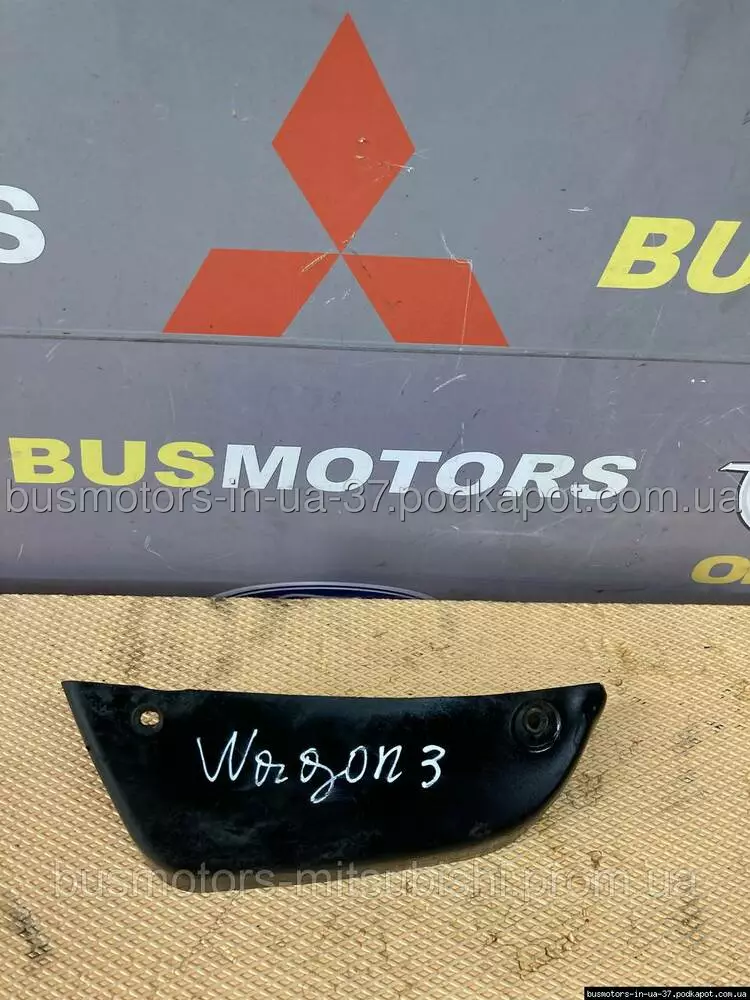 S
BU
BUSMOTORS
busmotors-in-ua-37.podkapot.com.ua
Wagon 3
busmotors-mitsubishi.prom.ua
busmotors-in-ua-37.podkapot.com.ua